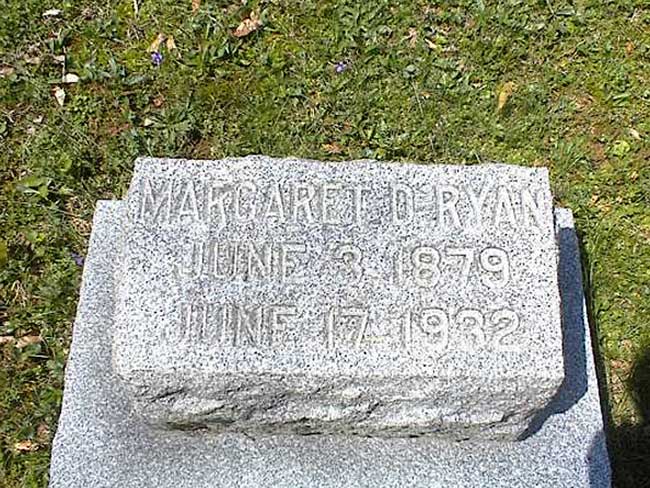 MARGARET D. RYAN
JUNE 3, 1879
JUNE 17, 1932